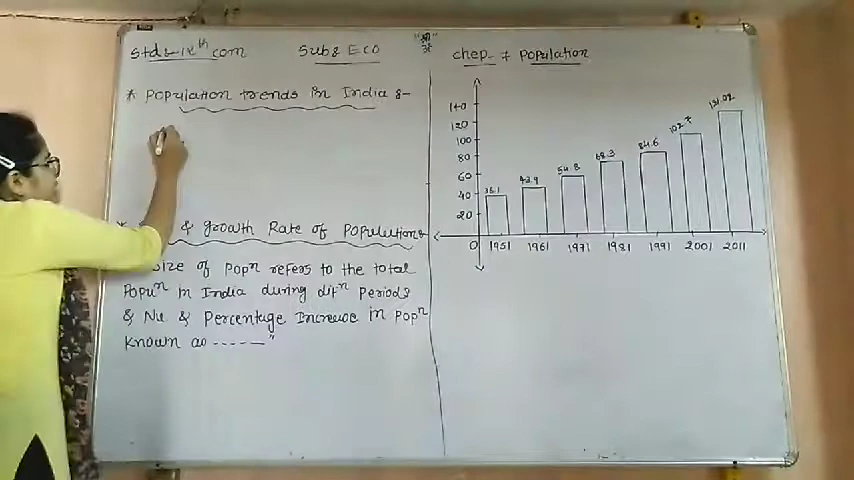 Std :- ixth com Sub :- ECO
* Population trends in India :-
& growth Rate of Population :-
Size of popn refers to the total
Popun in India during difn Periods
& Nu & Percentage Increase in popn
known as ------"
chep- 7 Population
140
120
100
80
60
40
20
0
36.1 43.9 54.8 68.3 84.6 102.7 121.02
1951 1961 1971 1981 1991 2001 2011